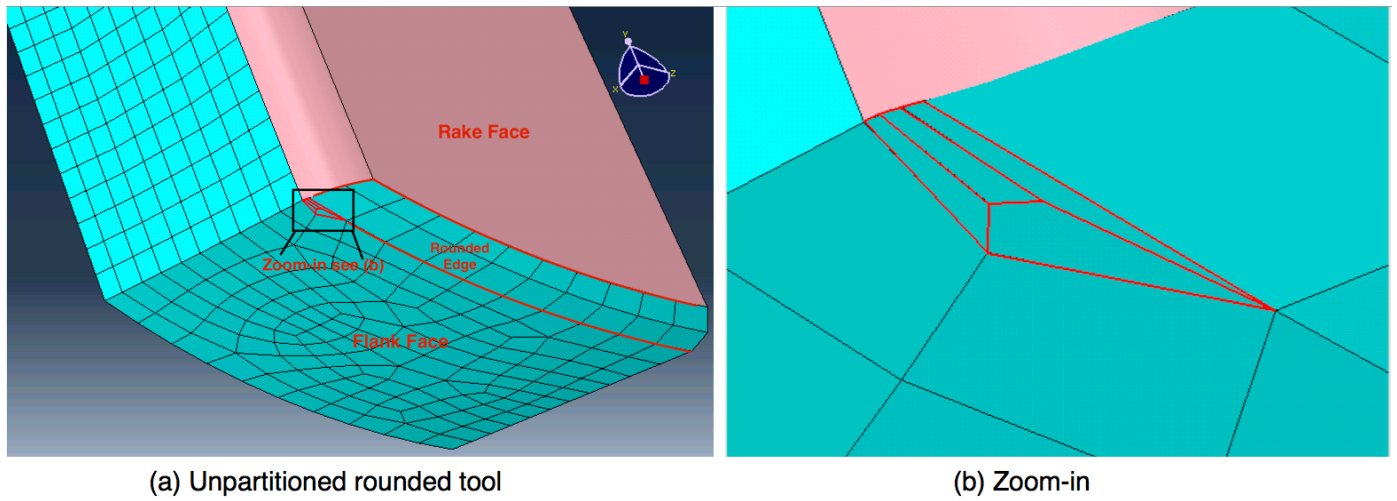 Y
Z
X
Rake Face
Rounded
Edge
Zoom-in see (b)
Flank Face
(a) Unpartitioned rounded tool
(b) Zoom-in